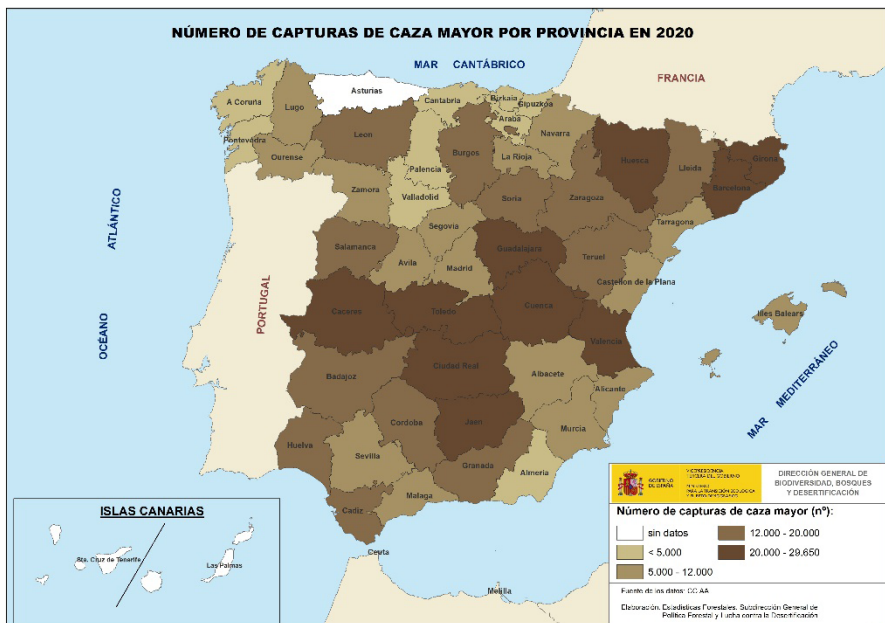 NÚMERO DE CAPTURAS DE CAZA MAYOR POR PROVINCIA EN 2020
MAR CANTÁBRICO
FRANCIA
Asturias
A Coruña
Lugo
Cantabria
Bizkaia
Gipuzkoa
Araba
Navarra
Pontevedra
Ourense
Leon
Palencia
Burgos
La Rioja
Huesca
Lleida
Girona
Barcelona
Zamora
Valladolid
Soria
Zaragoza
Tarragona
Segovia
Salamanca
Avila
Madrid
Guadalajara
Teruel
Castellon de la Plana
OCÉANO ATLÁNTICO
PORTUGAL
Caceres
Toledo
Cuenca
Valencia
Illes Balears
MAR MEDITERRÁNEO
Badajoz
Ciudad Real
Albacete
Alicante
Cordoba
Jaen
Murcia
Huelva
Sevilla
Granada
Almeria
Malaga
Cadiz
Ceuta
Melilla
ISLAS CANARIAS
Sta. Cruz de Tenerife
Las Palmas
GOBIERNO
DE ESPAÑA
DIRECCIÓN GENERAL DE
BIODIVERSIDAD, BOSQUES
Y DESERTIFICACIÓN
Número de capturas de caza mayor (nº):
sin datos
< 5.000
5.000 - 12.000
12.000 - 20.000
20.000 - 29.650
Fuente de los datos: CC.AA
Elaboración: Estadísticas Forestales. Subdirección General de
Política Forestal y Lucha contra la Desertificación